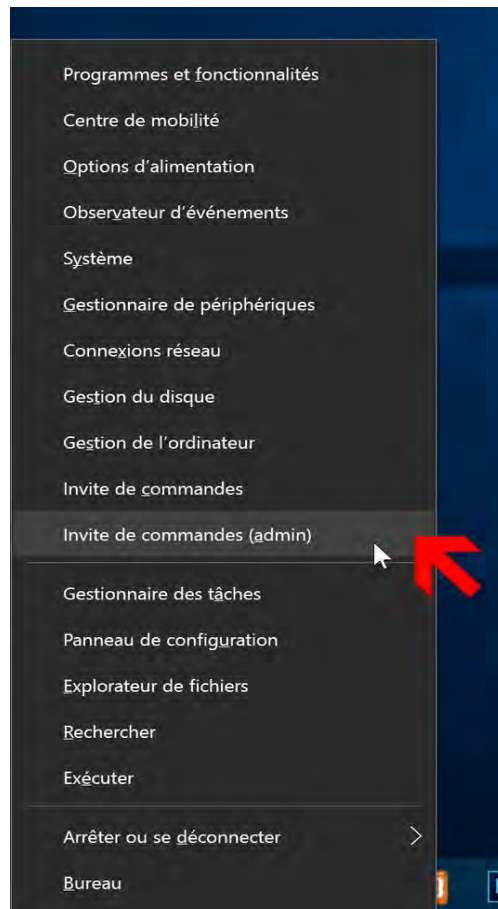 Programmes et fonctionnalités
Centre de mobilité
Options d'alimentation
Observateur d'événements
Système
Gestionnaire de périphériques
Connexions réseau
Gestion du disque
Gestion de l'ordinateur
Invite de commandes
Invite de commandes (admin)
Gestionnaire des tâches
Panneau de configuration
Explorateur de fichiers
Rechercher
Exécuter
Arrêter ou se déconnecter
Bureau